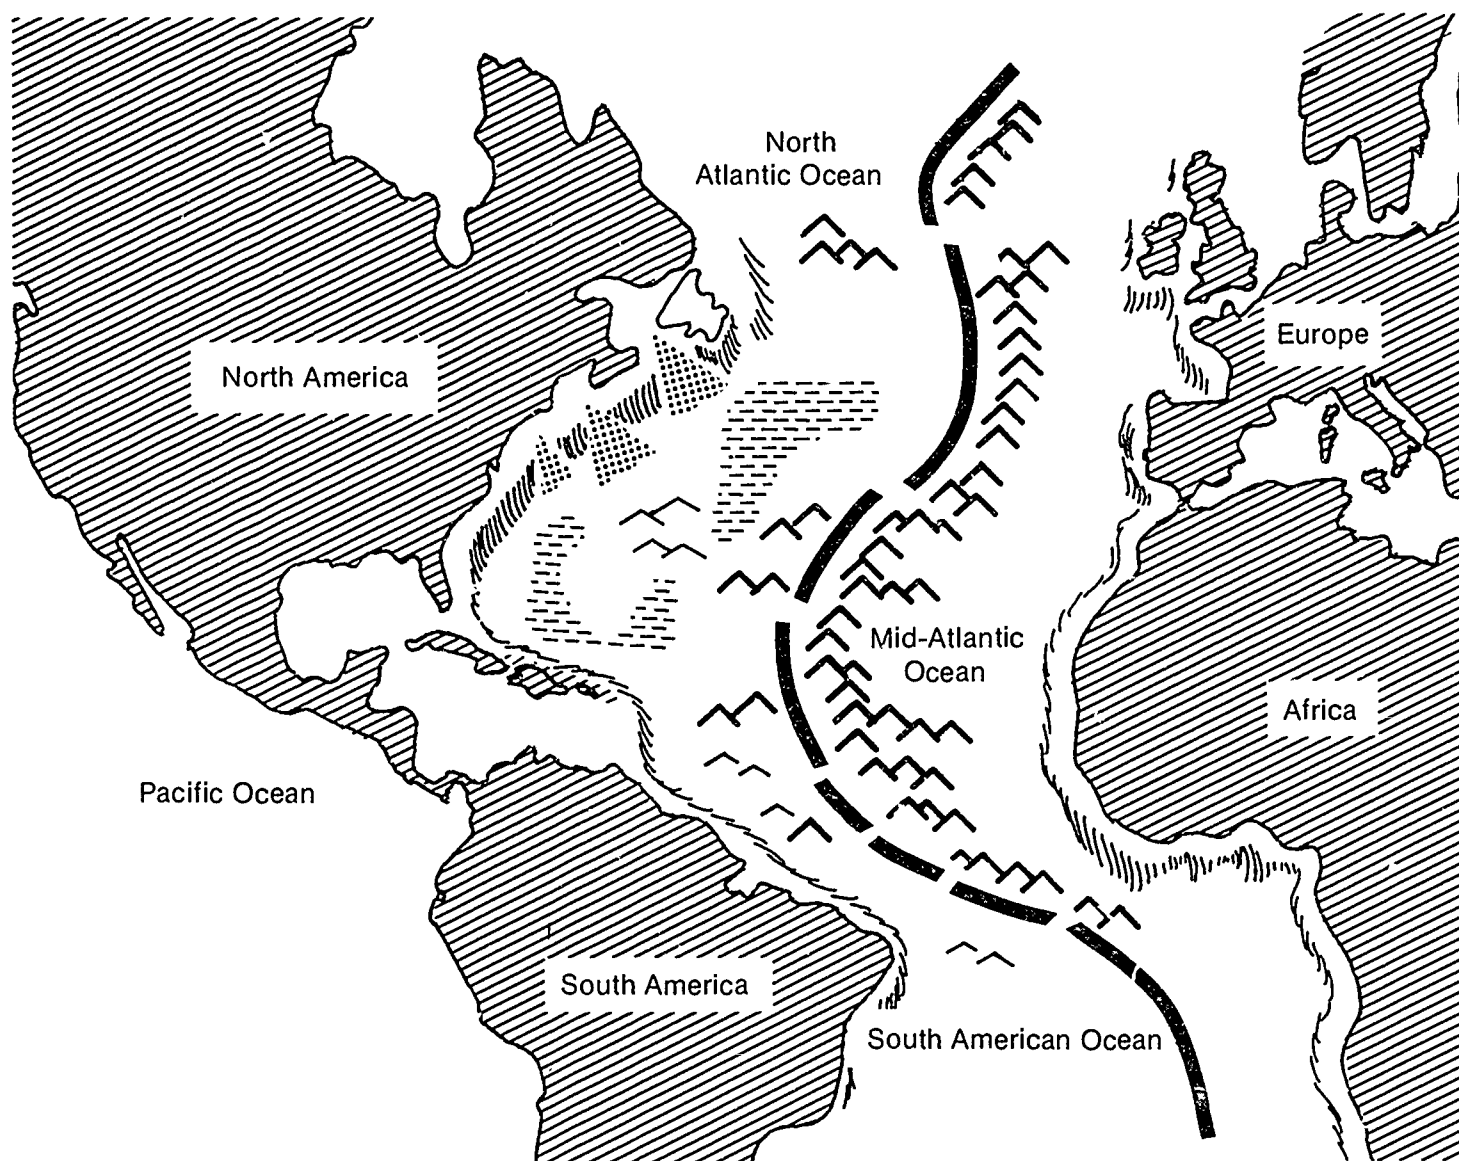 North
Atlantic Ocean
North America
Europe
Mid-Atlantic
Ocean
Africa
Pacific Ocean
South America
South American Ocean